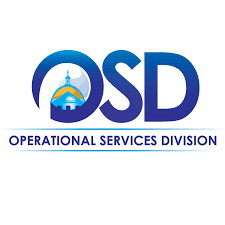 OSD
OPERATIONAL SERVICES DIVISION